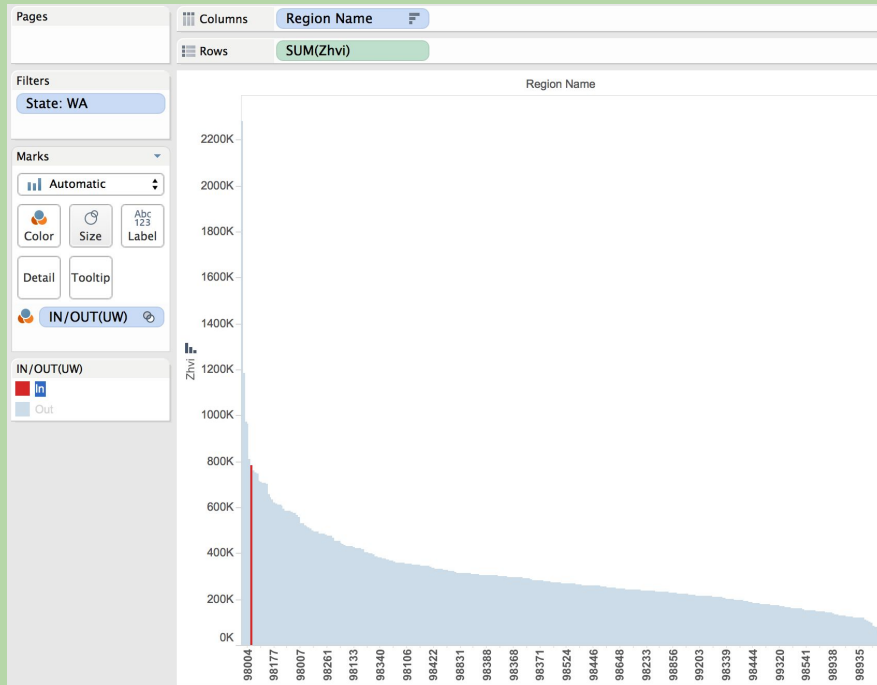 Pages
Columns
Region Name
Rows
SUM(Zhvi)
Filters
State: WA
Marks
Automatic
Color
Size
Abc
123
Label
Detail
Tooltip
IN/OUT(UW)
IN/OUT(UW)
In
Out
Region Name
Zhvi
2200K
2000K
1800K
1600K
1400K
1200K
1000K
800K
600K
400K
200K
0K
98004
98177
98007
98261
98133
98340
98106
98422
98831
98388
98368
98371
98524
98446
98648
98233
98856
99203
98339
98444
99320
98541
98938
98935